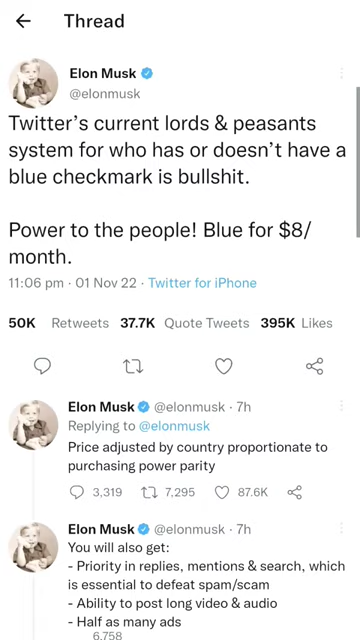 Thread
Elon Musk
@elonmusk
Twitter's current lords & peasants
system for who has or doesn't have a
blue checkmark is bullshit.
Power to the people! Blue for $8/
month.
11:06 pm · 01 Nov 22 · Twitter for iPhone
50K Retweets 37.7K Quote Tweets 395K Likes
Elon Musk @elonmusk · 7h
Replying to @elonmusk
Price adjusted by country proportionate to
purchasing power parity
3,319 7,295 87.6K
Elon Musk @elonmusk · 7h
You will also get:
- Priority in replies, mentions & search, which
is essential to defeat spam/scam
- Ability to post long video & audio
- Half as many ads
6,758